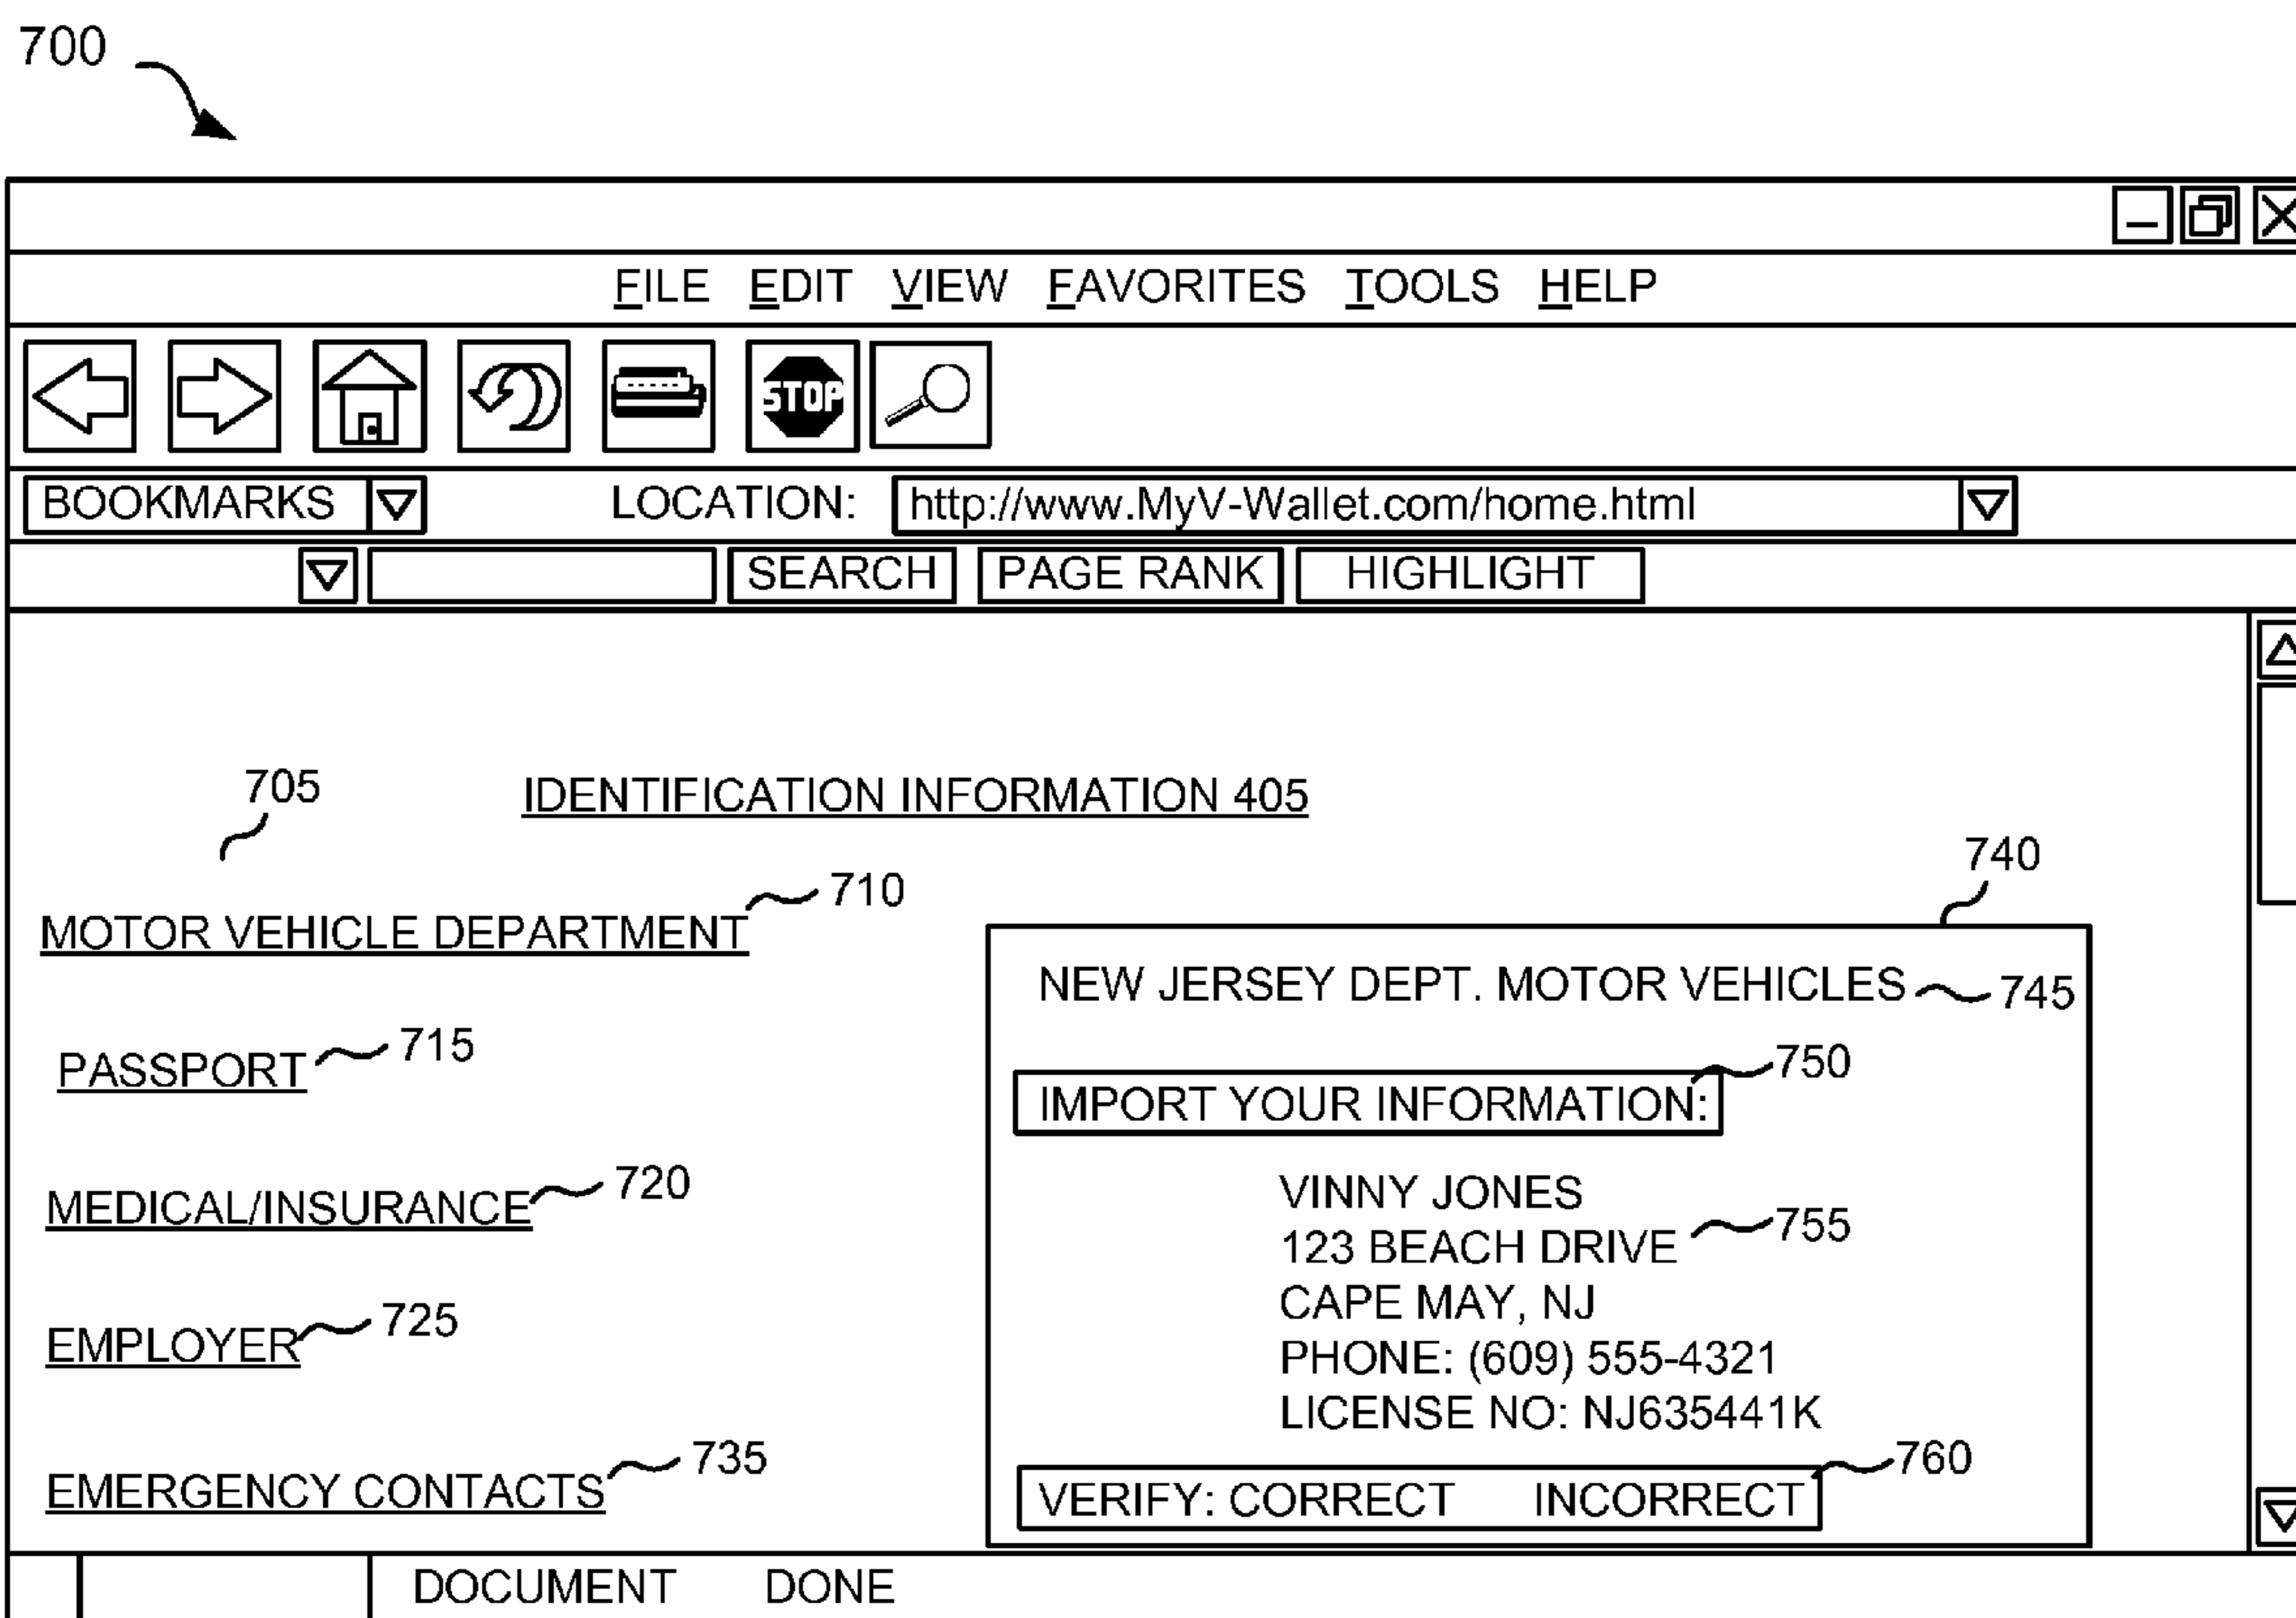 700
FILE EDIT VIEW FAVORITES TOOLS HELP
STOP
BOOKMARKS LOCATION: http://www.MyV-Wallet.com/home.html
SEARCH PAGE RANK HIGHLIGHT
705
IDENTIFICATION INFORMATION 405
MOTOR VEHICLE DEPARTMENT 710
PASSPORT 715
MEDICAL/INSURANCE 720
EMPLOYER 725
EMERGENCY CONTACTS 735
740
NEW JERSEY DEPT. MOTOR VEHICLES 745
IMPORT YOUR INFORMATION: 750
VINNY JONES
123 BEACH DRIVE 755
CAPE MAY, NJ
PHONE: (609) 555-4321
LICENSE NO: NJ635441K
VERIFY: CORRECT INCORRECT 760
DOCUMENT DONE